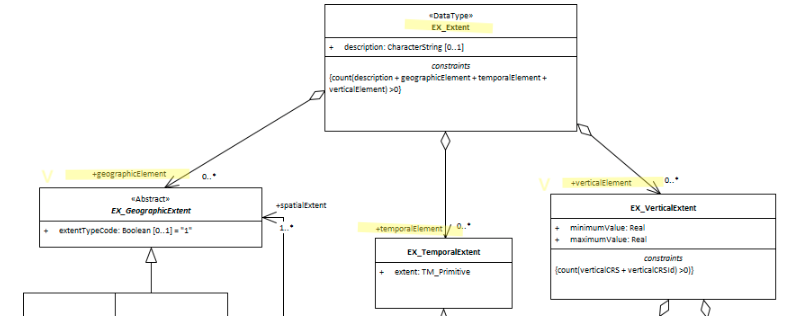 «DataType»
EX_Extent
+ description: CharacterString [0..1]
constraints
{count(description + geographicElement + temporalElement +
verticalElement) >0}
V +geographicElement 0..*
«Abstract»
EX_GeographicExtent
+ extentTypeCode: Boolean [0..1] = "1"
+spatialExtent
1..*
+temporalElement 0..*
EX_TemporalExtent
+ extent: TM_Primitive
V +verticalElement 0..*
EX_VerticalExtent
+ minimumValue: Real
+ maximumValue: Real
constraints
{count(verticalCRS + verticalCRSId) >0)}